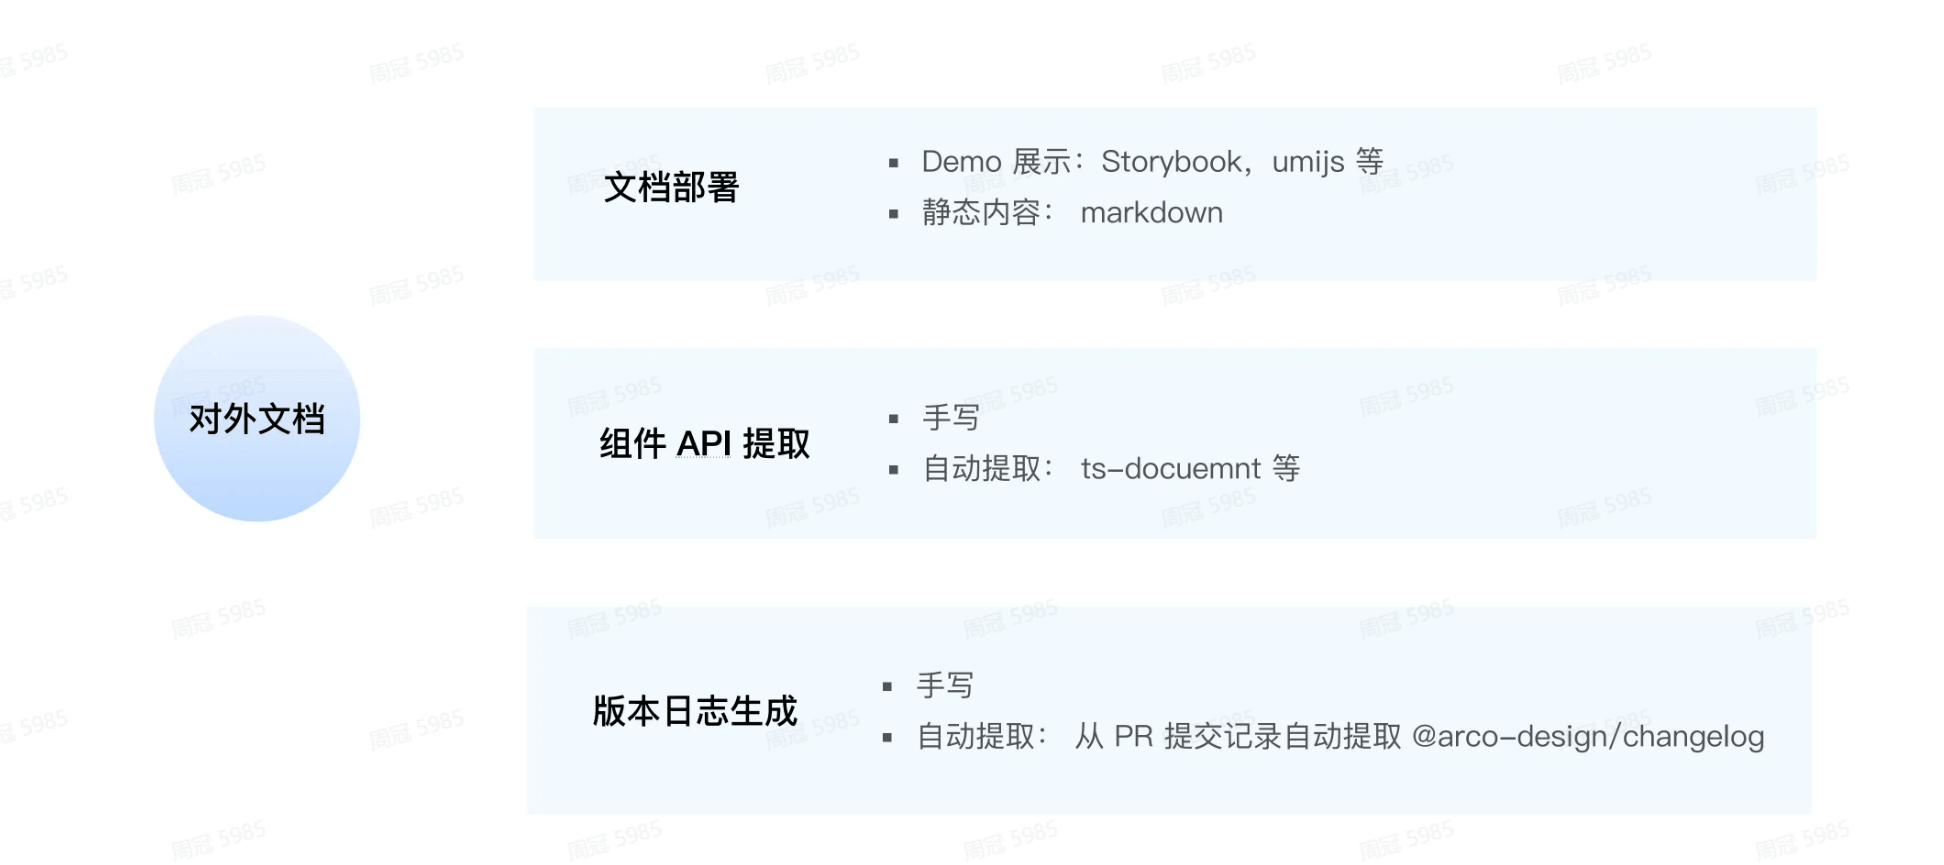 对外文档
文档部署
▪ Demo 展示：Storybook，umijs 等
▪ 静态内容： markdown
组件 API 提取
▪ 手写
▪ 自动提取： ts-docuemnt 等
版本日志生成
▪ 手写
▪ 自动提取： 从 PR 提交记录自动提取 @arco-design/changelog
周冠 5985